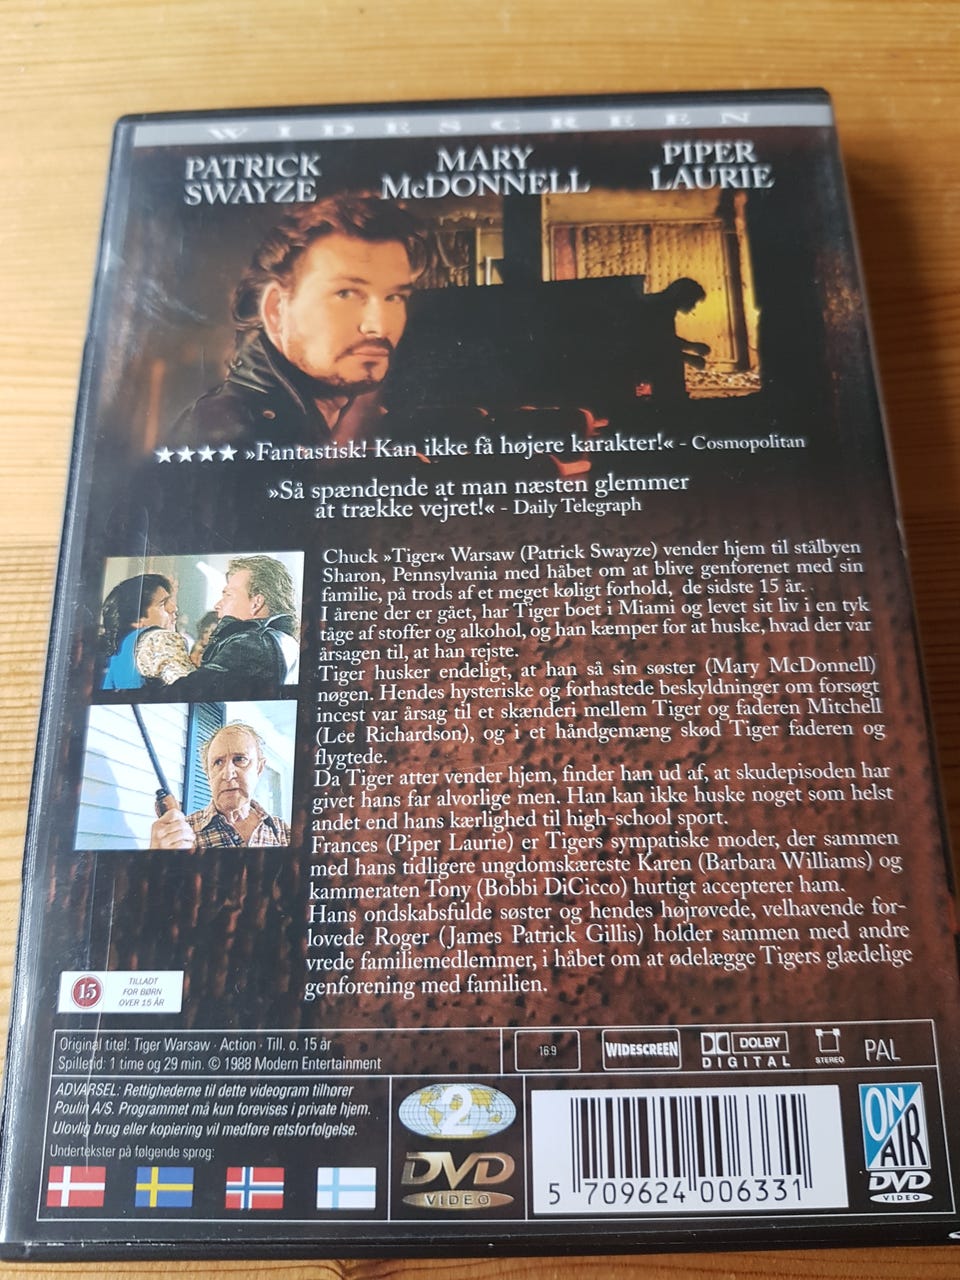 WIDESCREEN
PATRICK SWAYZE
MARY McDONNELL
PIPER LAURIE
★★★★ »Fantastisk! Kan ikke få højere karakter!« - Cosmopolitan
»Så spændende at man næsten glemmer
at trække vejret!« - Daily Telegraph
Chuck »Tiger« Warsaw (Patrick Swayze) vender hjem til stålbyen
Sharon, Pennsylvania med håbet om at blive genforenet med sin
familie, på trods af et meget køligt forhold, de sidste 15 år.
I årene der er gået, har Tiger boet i Miami og levet sit liv i en tyk
tåge af stoffer og alkohol, og han kæmper for at huske, hvad der var
årsagen til, at han rejste.
Tiger husker endeligt, at han så sin søster (Mary McDonnell)
nøgen. Hendes hysteriske og forhastede beskyldninger om forsøgt
incest var årsag til et skænderi mellem Tiger og faderen Mitchell
(Lee Richardson), og i et håndgemæng skød Tiger faderen og
flygtede.
Da Tiger atter vender hjem, finder han ud af, at skudepisoden har
givet hans far alvorlige men. Han kan ikke huske noget som helst
andet end hans kærlighed til high-school sport.
Frances (Piper Laurie) er Tigers sympatiske moder, der sammen
med hans tidligere ungdomskæreste Karen (Barbara Williams) og
kammeraten Tony (Bobbi DiCicco) hurtigt accepterer ham.
Hans ondskabsfulde søster og hendes højrøvede, velhavende for-
lovede Roger (James Patrick Gillis) holder sammen med andre
vrede familiemedlemmer, i håbet om at ødelægge Tigers glædelige
genforening med familien.
15
TILLADT
FOR BØRN
OVER 15 ÅR
Original titel: Tiger Warsaw · Action · Till. o. 15 år
Spilletid: 1 time og 29 min. © 1988 Modern Entertainment
16:9
WIDESCREEN
DOLBY
DIGITAL
STEREO
PAL
ADVARSEL: Rettighederne til dette videogram tilhører
Poulin A/S. Programmet må kun forevises i private hjem.
Ulovlig brug eller kopiering vil medføre retsforfølgelse.
Undertekster på følgende sprog:
2
DVD
VIDEO
5 709624 006331
ON
AIR
DVD
VIDEO